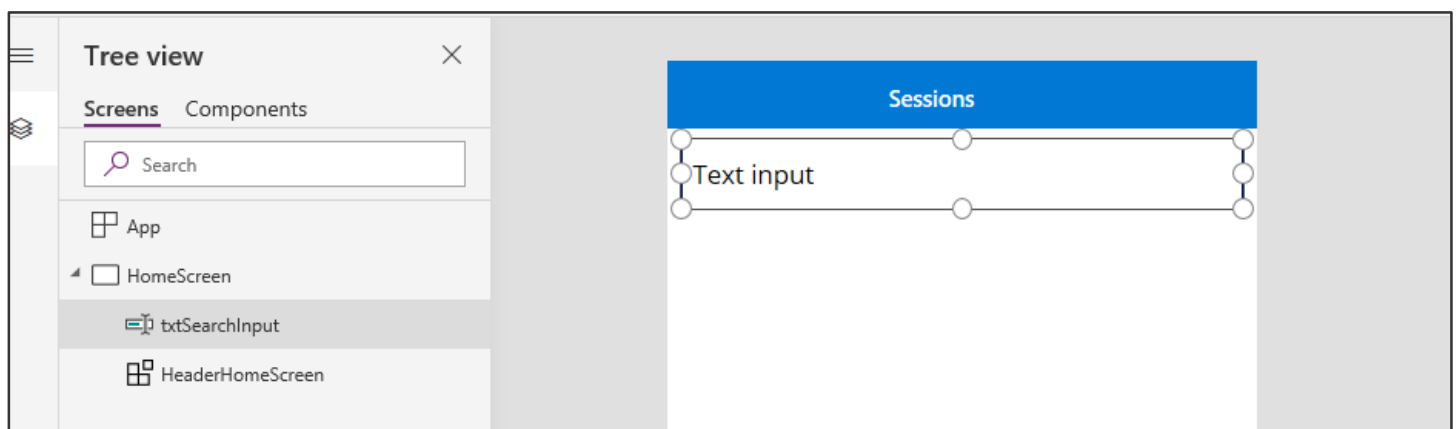 Tree view
Screens Components
Search
App
HomeScreen
txtSearchInput
HeaderHomeScreen
Sessions
Text input